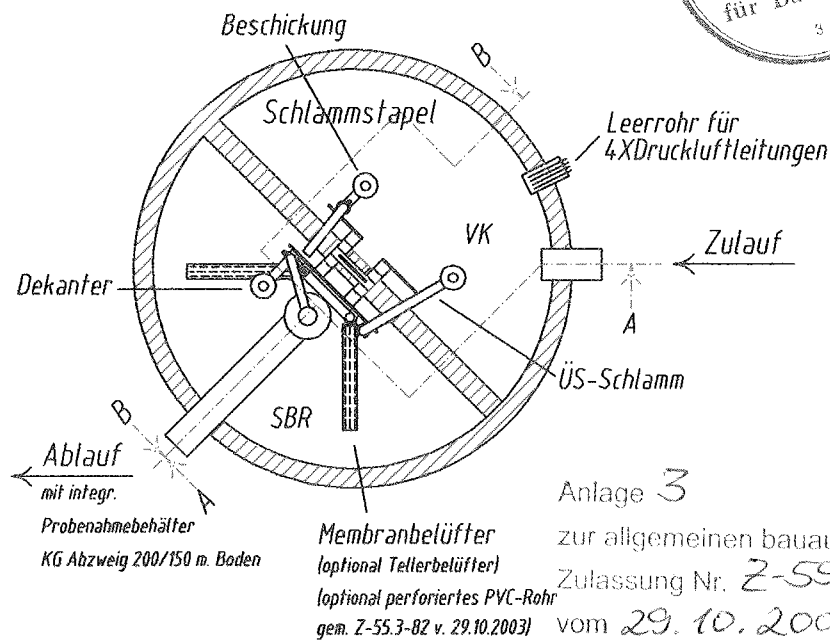 Beschickung
für
3
B
Schlammstapel
Leerrohr für
4XDruckluftleitungen
VK
Zulauf
A
Dekanter
ÜS-Schlamm
SBR
B
A
Ablauf
mit integr.
Probenahmebehälter
KG Abzweig 200/150 m. Boden
Membranbelüfter
(optional Tellerbelüfter)
(optional perforiertes PVC-Rohr
gem. Z-55.3-82 v. 29.10.2003)
Anlage 3
zur allgemeinen bauau
Zulassung Nr. Z-55
vom 29.10.200